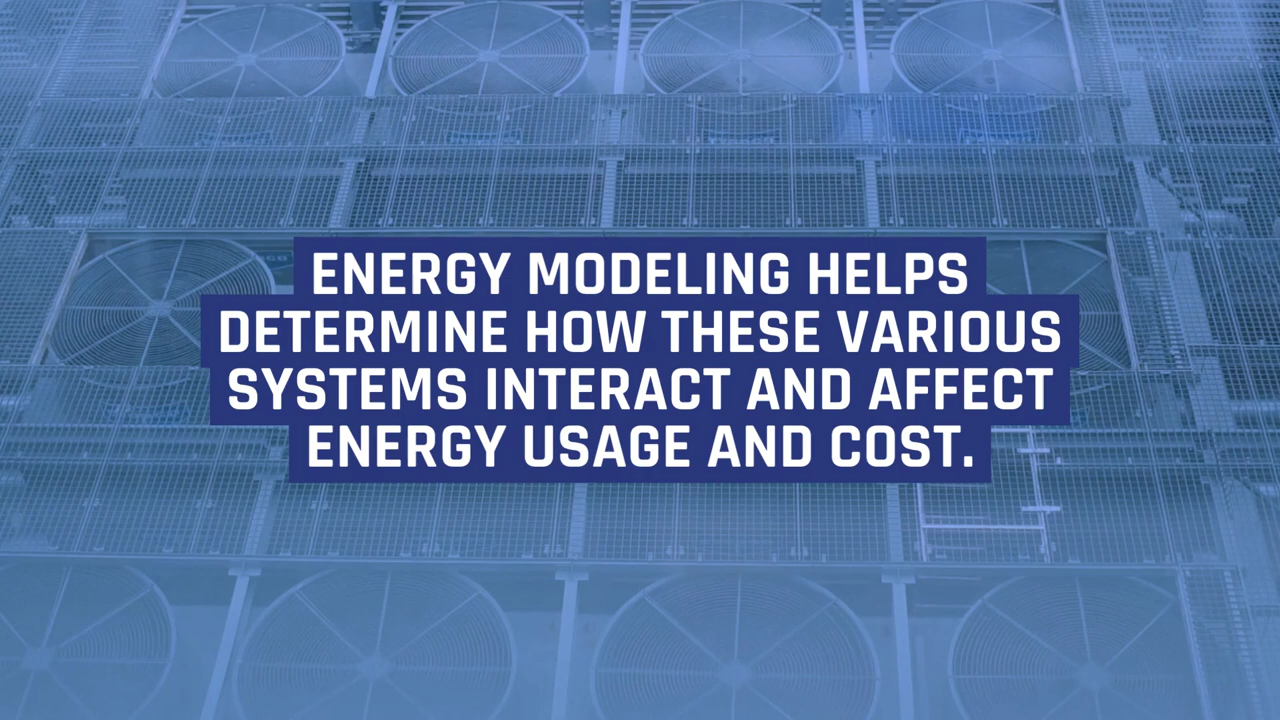 ENERGY MODELING HELPS
DETERMINE HOW THESE VARIOUS
SYSTEMS INTERACT AND AFFECT
ENERGY USAGE AND COST.